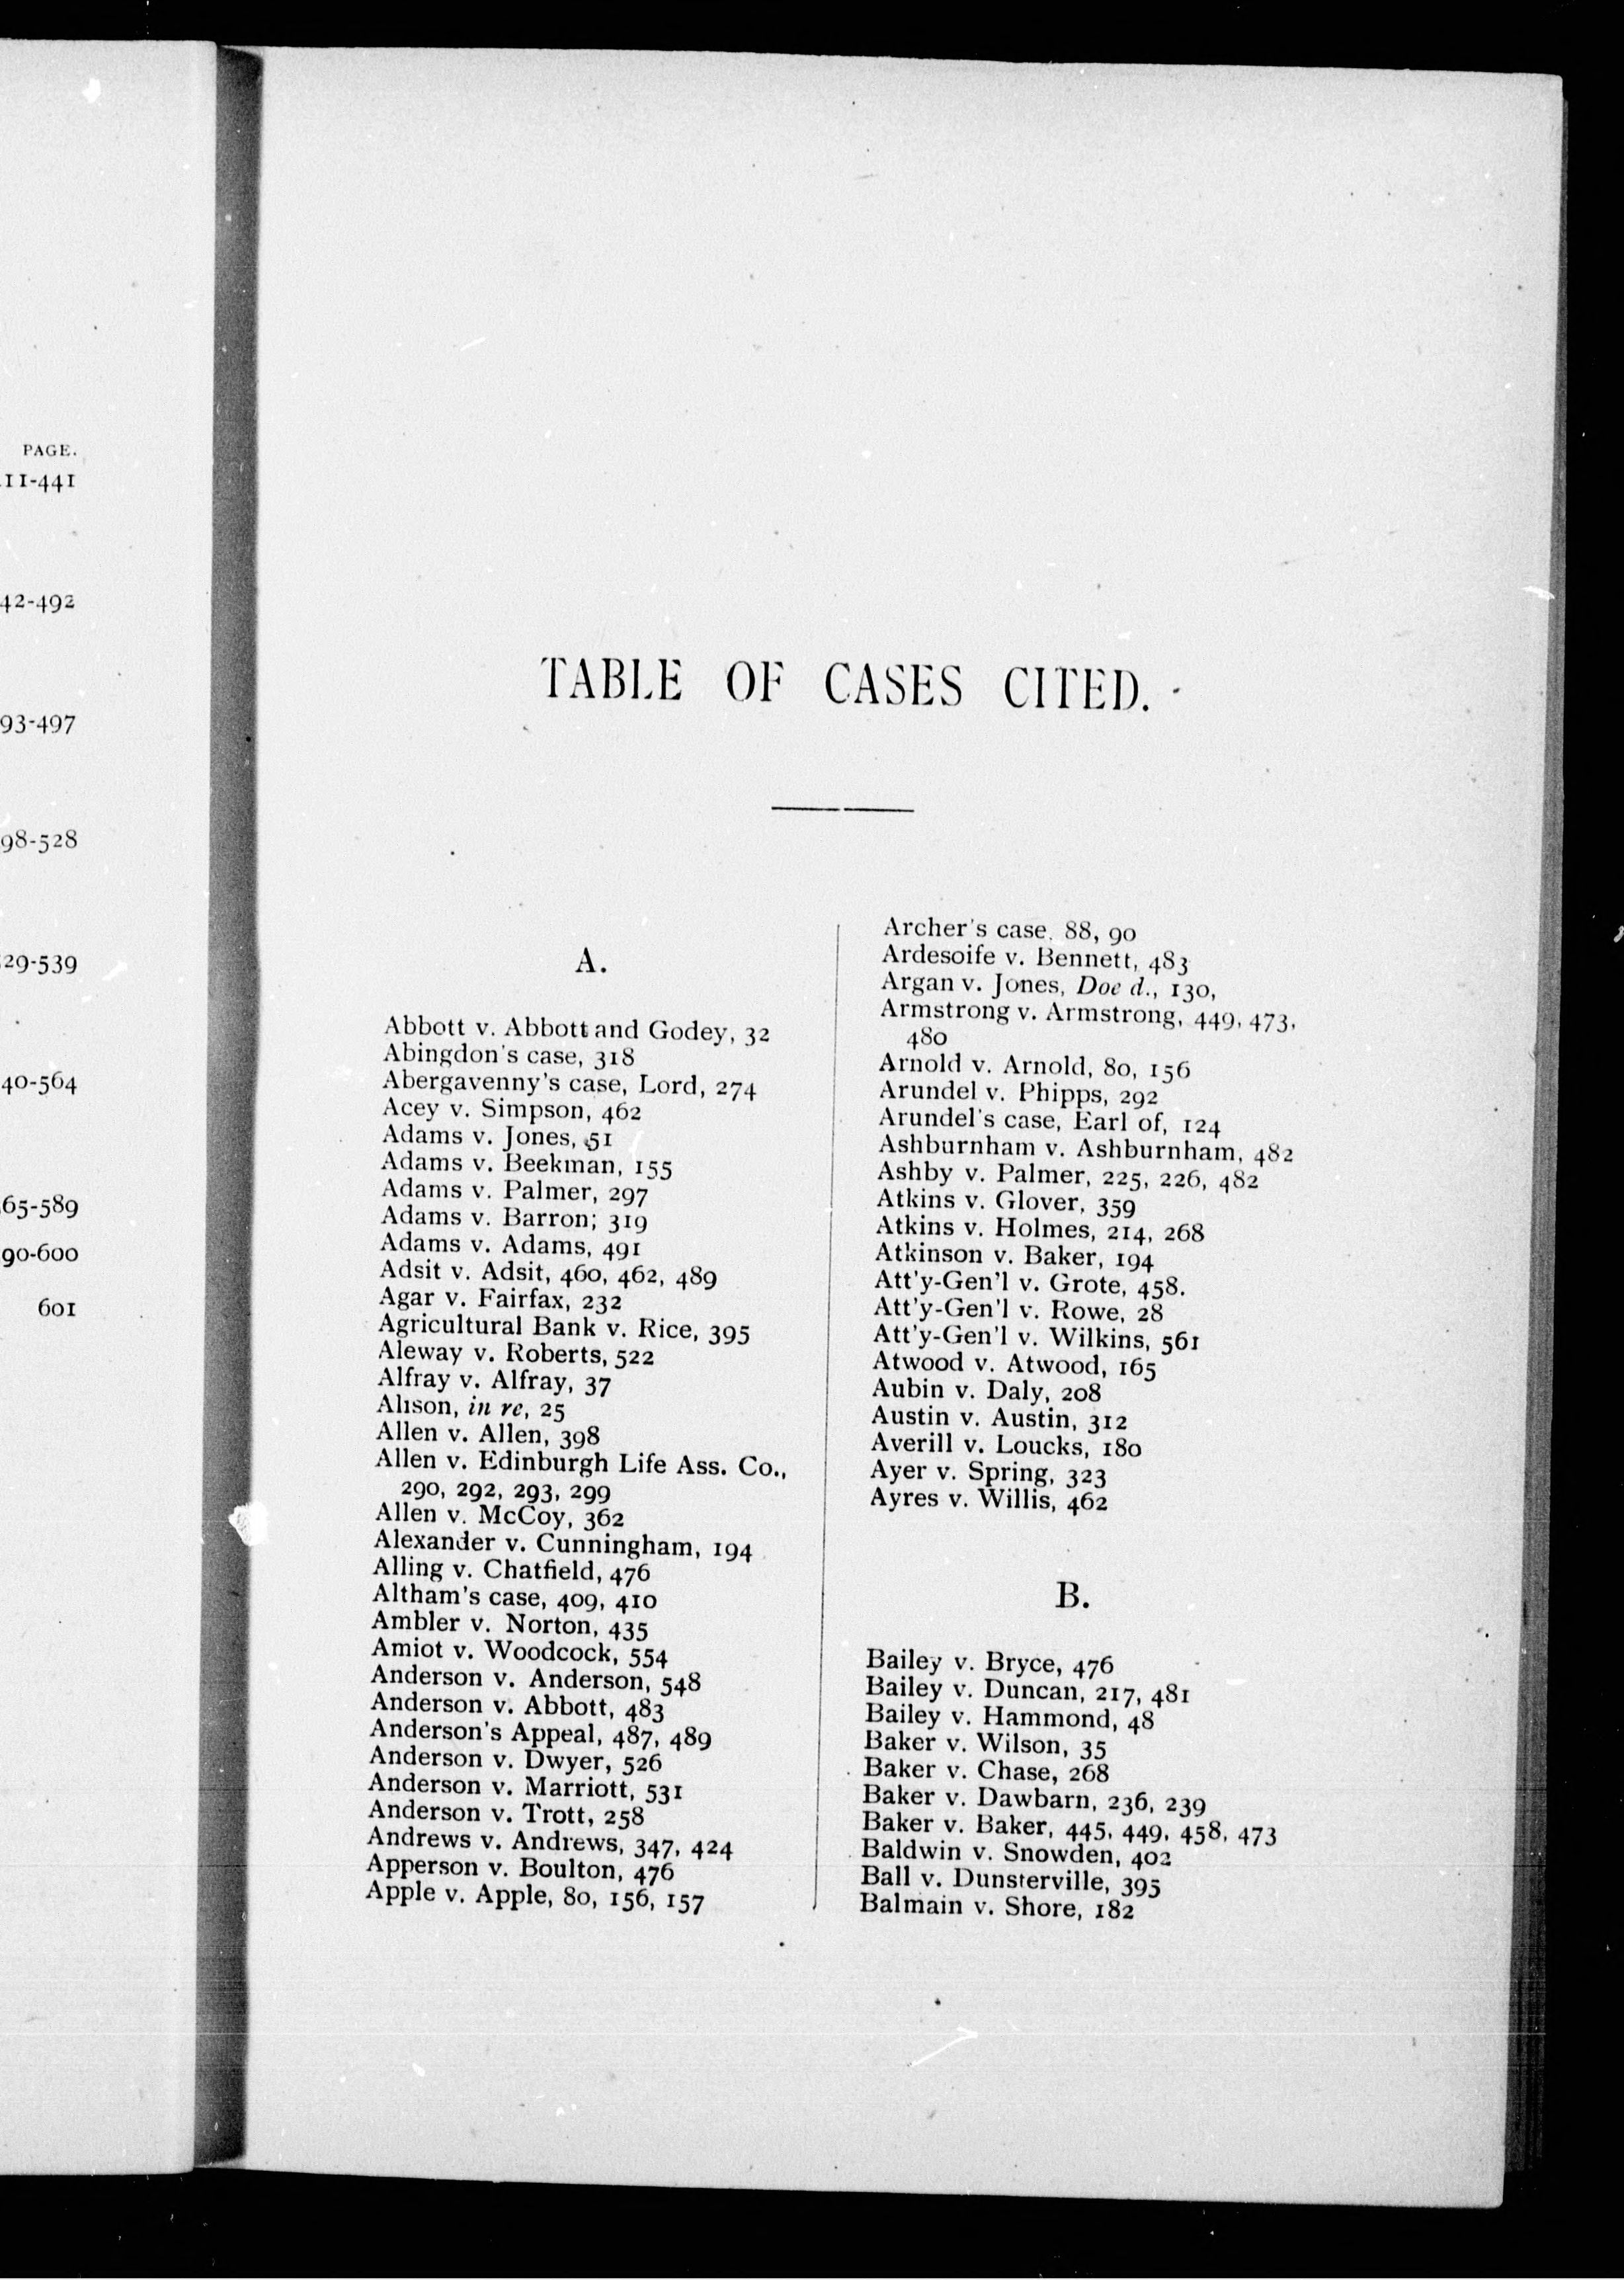 PAGE.
11-441
42-492
93-497
98-528
29-539
40-564
65-589
90-600
601
TABLE OF CASES CITED.
A.
Abbott v. Abbott and Godey, 32
Abingdon's case, 318
Abergavenny's case, Lord, 274
Acey v. Simpson, 462
Adams v. Jones, 51
Adams v. Beekman, 155
Adams v. Palmer, 297
Adams v. Barron; 319
Adams v. Adams, 491
Adsit v. Adsit, 460, 462, 489
Agar v. Fairfax, 232
Agricultural Bank v. Rice, 395
Aleway v. Roberts, 522
Alfray v. Alfray, 37
Alison, in re, 25
Allen v. Allen, 398
Allen v. Edinburgh Life Ass. Co.,
290, 292, 293, 299
Allen v. McCoy, 362
Alexander v. Cunningham, 194
Alling v. Chatfield, 476
Altham's case, 409, 410
Ambler v. Norton, 435
Amiot v. Woodcock, 554
Anderson v. Anderson, 548
Anderson v. Abbott, 483
Anderson's Appeal, 487, 489
Anderson v. Dwyer, 526
Anderson v. Marriott, 531
Anderson v. Trott, 258
Andrews v. Andrews, 347, 424
Apperson v. Boulton, 476
Apple v. Apple, 80, 156, 157
Archer's case, 88, 90
Ardesoife v. Bennett, 483
Argan v. Jones, Doe d., 130,
Armstrong v. Armstrong, 449, 473,
480
Arnold v. Arnold, 80, 156
Arundel v. Phipps, 292
Arundel's case, Earl of, 124
Ashburnham v. Ashburnham, 482
Ashby v. Palmer, 225, 226, 482
Atkins v. Glover, 359
Atkins v. Holmes, 214, 268
Atkinson v. Baker, 194
Att'y-Gen'l v. Grote, 458.
Att'y-Gen'l v. Rowe, 28
Att'y-Gen'l v. Wilkins, 561
Atwood v. Atwood, 165
Aubin v. Daly, 208
Austin v. Austin, 312
Averill v. Loucks, 180
Ayer v. Spring, 323
Ayres v. Willis, 462
B.
Bailey v. Bryce, 476
Bailey v. Duncan, 217, 481
Bailey v. Hammond, 48
Baker v. Wilson, 35
Baker v. Chase, 268
Baker v. Dawbarn, 236, 239
Baker v. Baker, 445, 449, 458, 473
Baldwin v. Snowden, 402
Ball v. Dunsterville, 395
Balmain v. Shore, 182